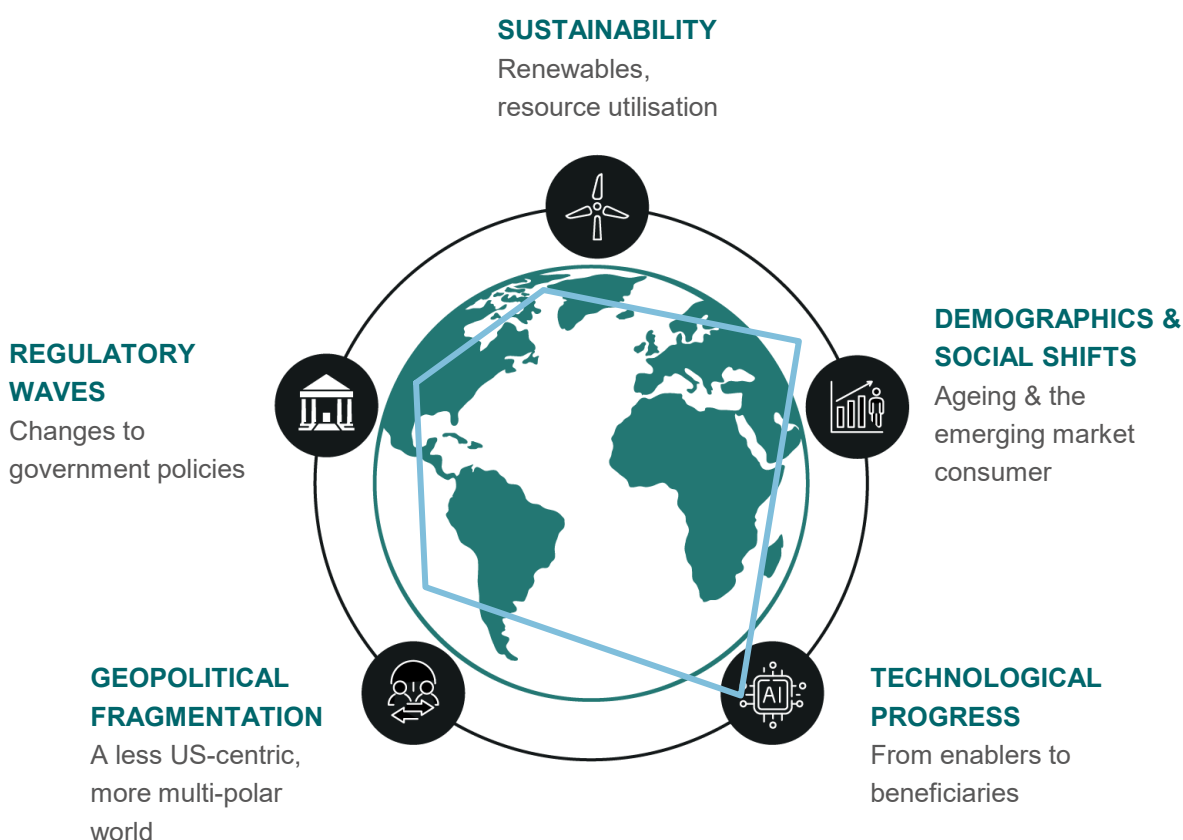 SUSTAINABILITY
Renewables,
resource utilisation
DEMOGRAPHICS &
SOCIAL SHIFTS
Ageing & the
emerging market
consumer
REGULATORY
WAVES
Changes to
government policies
GEOPOLITICAL
FRAGMENTATION
A less US-centric,
more multi-polar
world
AI
TECHNOLOGICAL
PROGRESS
From enablers to
beneficiaries